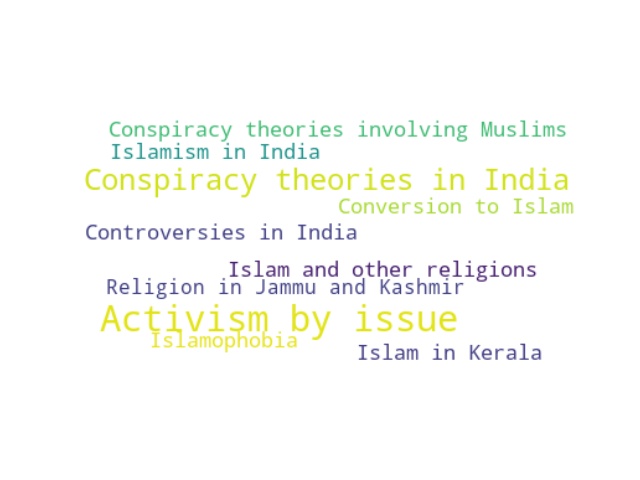 Conspiracy theories involving Muslims
Islamism in India
Conspiracy theories in India
Conversion to Islam
Controversies in India
Islam and other religions
Religion in Jammu and Kashmir
Activism by issue
Islamophobia
Islam in Kerala